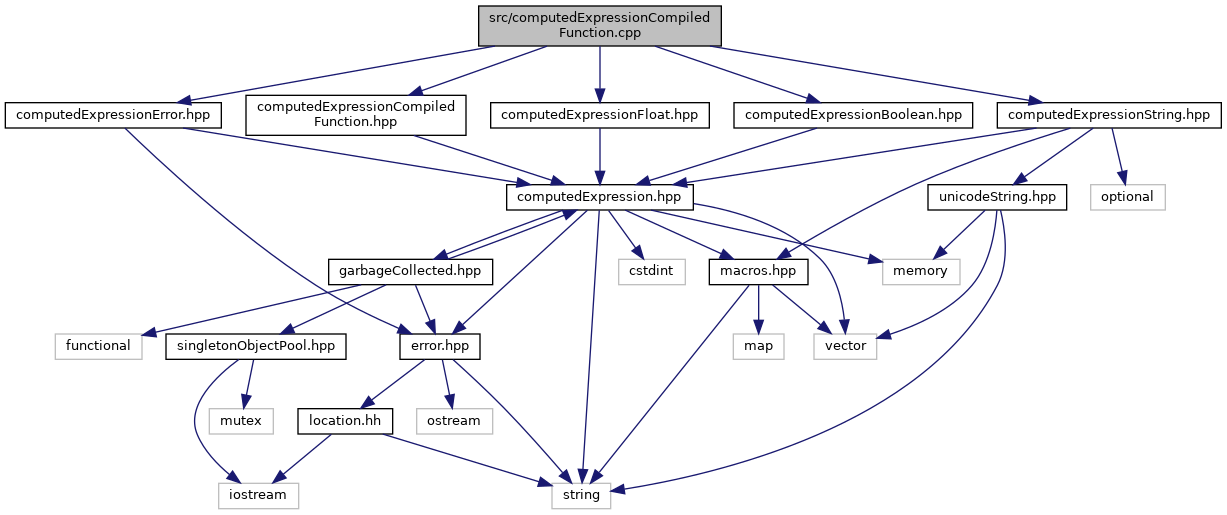 src/computedExpressionCompiled
Function.cpp
computedExpressionError.hpp
computedExpressionCompiled
Function.hpp
computedExpressionFloat.hpp
computedExpressionBoolean.hpp
computedExpressionString.hpp
computedExpression.hpp
unicodeString.hpp
optional
garbageCollected.hpp
cstdint
macros.hpp
memory
functional
singletonObjectPool.hpp
error.hpp
map
vector
mutex
location.hh
ostream
iostream
string